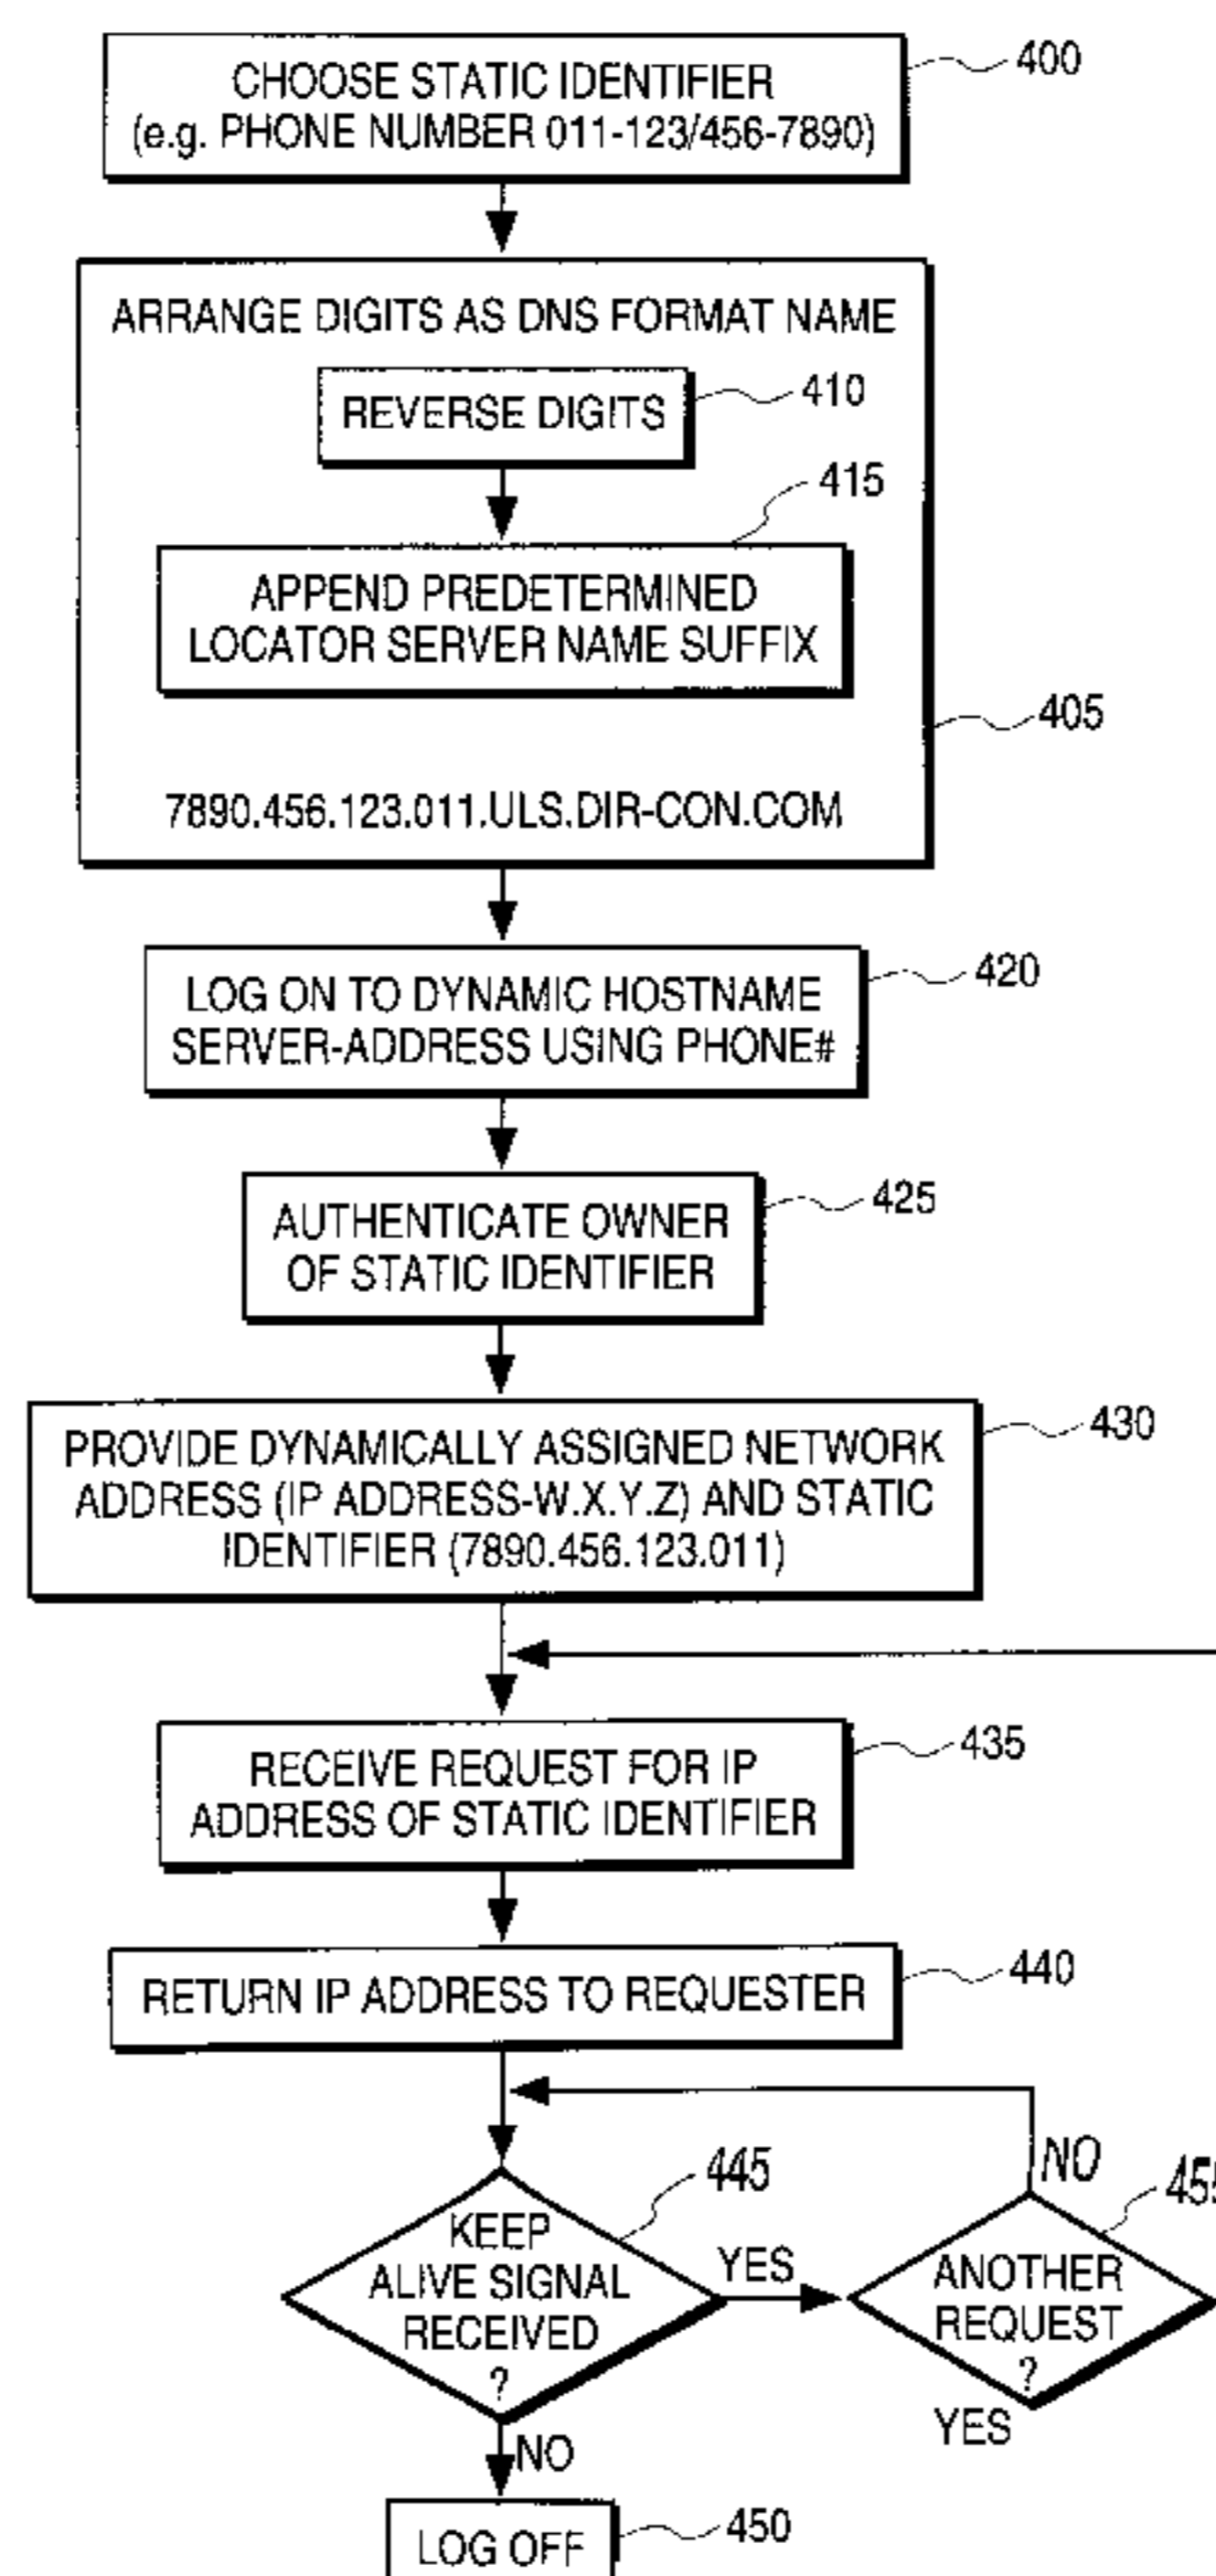 CHOOSE STATIC IDENTIFIER
(e.g. PHONE NUMBER 011-123/456-7890)
400
ARRANGE DIGITS AS DNS FORMAT NAME
REVERSE DIGITS
410
415
APPEND PREDETERMINED
LOCATOR SERVER NAME SUFFIX
405
7890.456.123.011.ULS.DIR-CON.COM
LOG ON TO DYNAMIC HOSTNAME
SERVER-ADDRESS USING PHONE#
420
AUTHENTICATE OWNER
OF STATIC IDENTIFIER
425
PROVIDE DYNAMICALLY ASSIGNED NETWORK
ADDRESS (IP ADDRESS-W.X.Y.Z) AND STATIC
IDENTIFIER (7890.456.123.011)
430
RECEIVE REQUEST FOR IP
ADDRESS OF STATIC IDENTIFIER
435
RETURN IP ADDRESS TO REQUESTER
440
KEEP
ALIVE SIGNAL
RECEIVED
?
445
YES
NO
ANOTHER
REQUEST
?
YES
NO
LOG OFF
450